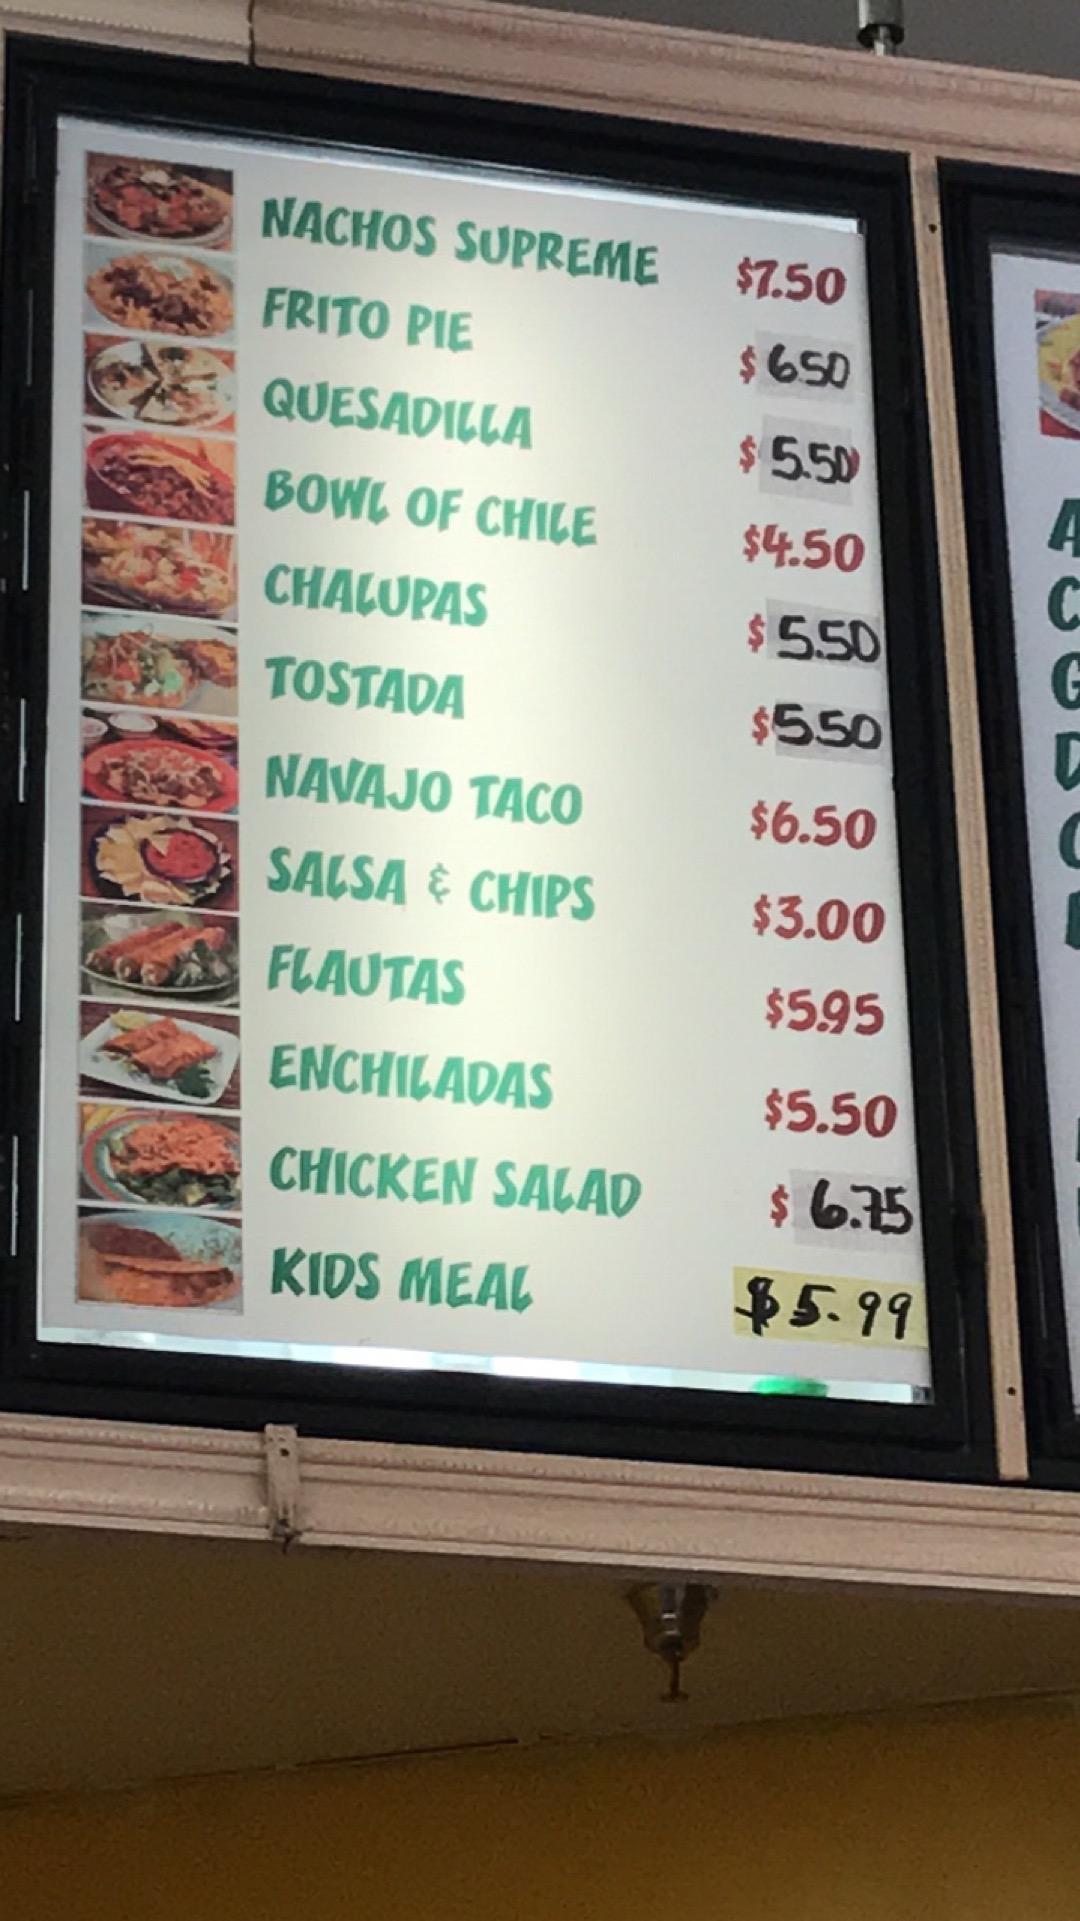 NACHOS SUPREME $7.50
FRITO PIE $6.50
QUESADILLA $5.50
BOWL OF CHILE $4.50
CHALUPAS $5.50
TOSTADA $5.50
NAVAJO TACO $6.50
SALSA & CHIPS $3.00
FLAUTAS $5.95
ENCHILADAS $5.50
CHICKEN SALAD $6.75
KIDS MEAL $5.99